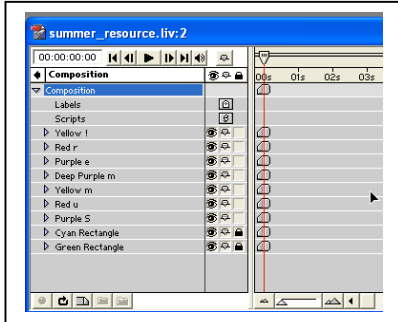 summer_resource.liv:2
00:00:00:00
Composition 00s 01s 02s 03s
Composition
Labels
Scripts
Yellow !
Red r
Purple e
Deep Purple m
Yellow m
Red u
Purple S
Cyan Rectangle
Green Rectangle